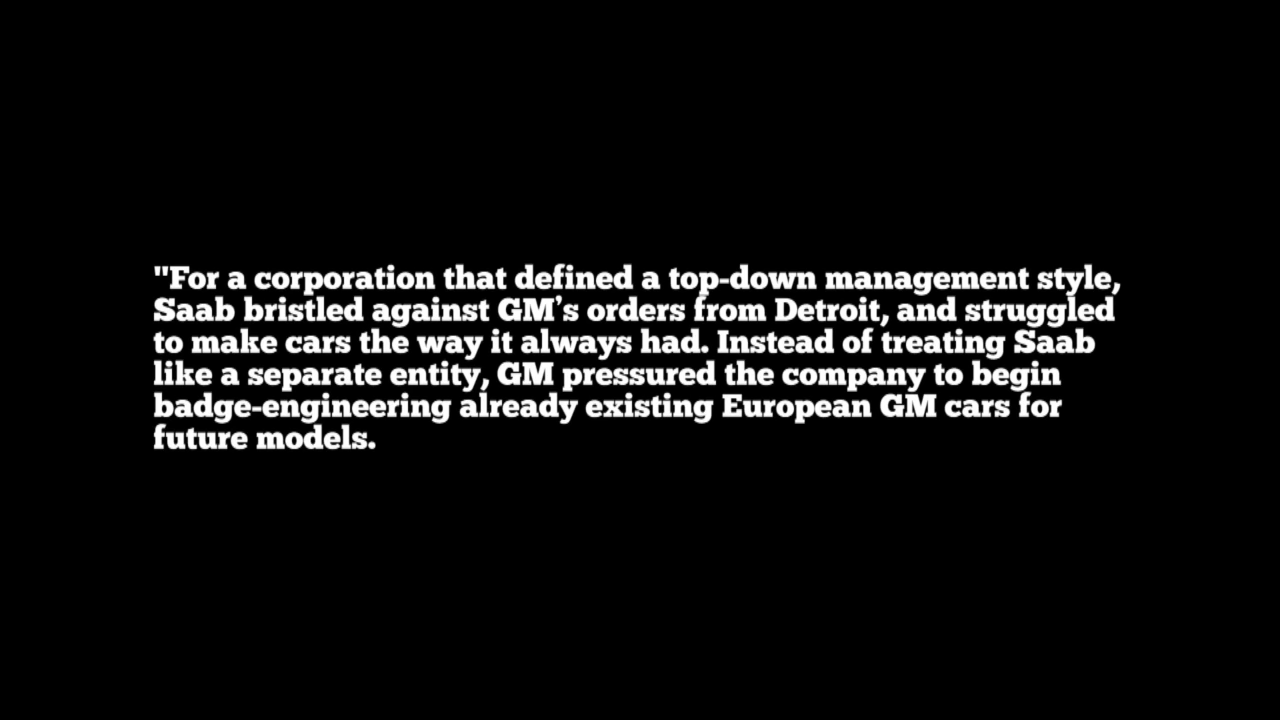 "For a corporation that defined a top-down management style,
Saab bristled against GM’s orders from Detroit, and struggled
to make cars the way it always had. Instead of treating Saab
like a separate entity, GM pressured the company to begin
badge-engineering already existing European GM cars for
future models.